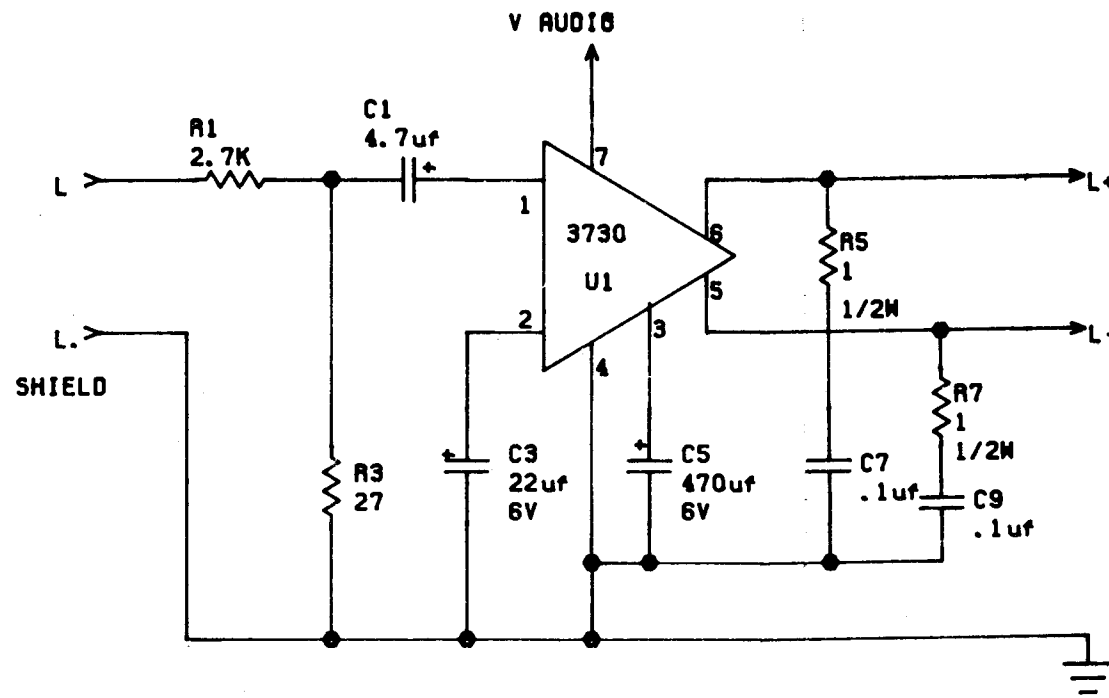 V AUDIO
C1
4.7uf
+
R1
2.7K
L
7
1
3730
U1
6
5
2
3
4
L+
R5
1
1/2W
L.
SHIELD
L-
R7
1
1/2W
+
C3
22uf
6V
+
C5
470uf
6V
R3
27
C7
.1uf
C9
.1uf